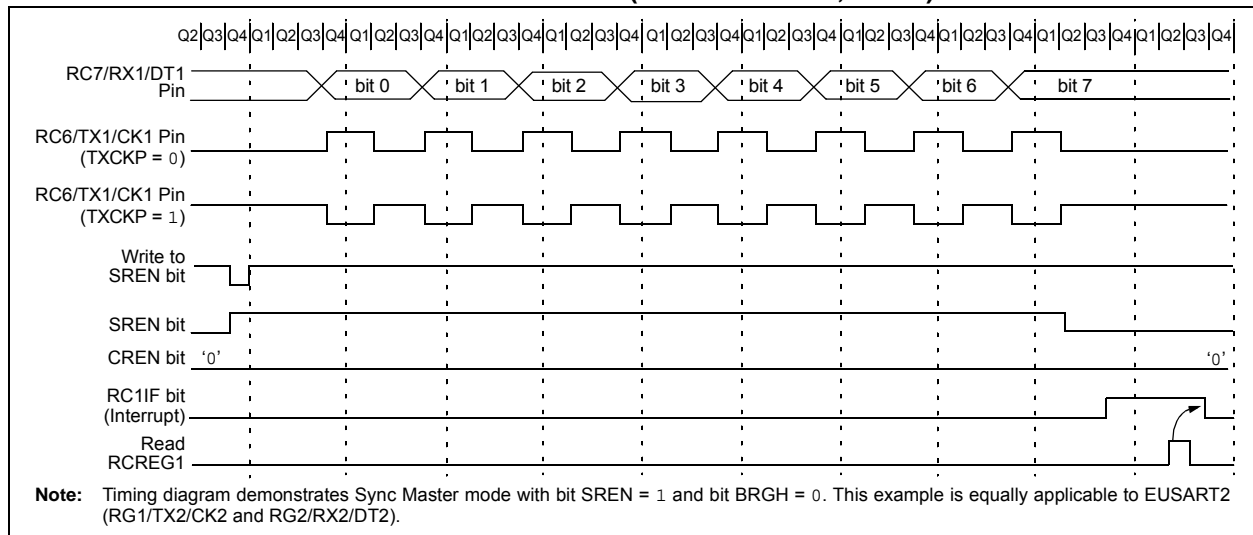 Q2|Q3|Q4|Q1|Q2|Q3|Q4|Q1|Q2|Q3|Q4|Q1|Q2|Q3|Q4|Q1|Q2|Q3|Q4|Q1|Q2|Q3|Q4|Q1|Q2|Q3|Q4|Q1|Q2|Q3|Q4|Q1|Q2|Q3|Q4|Q1|Q2|Q3|Q4|Q1|Q2|Q3|Q4
RC7/RX1/DT1
Pin
bit 0 bit 1 bit 2 bit 3 bit 4 bit 5 bit 6 bit 7
RC6/TX1/CK1 Pin
(TXCKP = 0)
RC6/TX1/CK1 Pin
(TXCKP = 1)
Write to
SREN bit
SREN bit
CREN bit ‘0’ ‘0’
RC1IF bit
(Interrupt)
Read
RCREG1
Note: Timing diagram demonstrates Sync Master mode with bit SREN = 1 and bit BRGH = 0. This example is equally applicable to EUSART2
(RG1/TX2/CK2 and RG2/RX2/DT2).